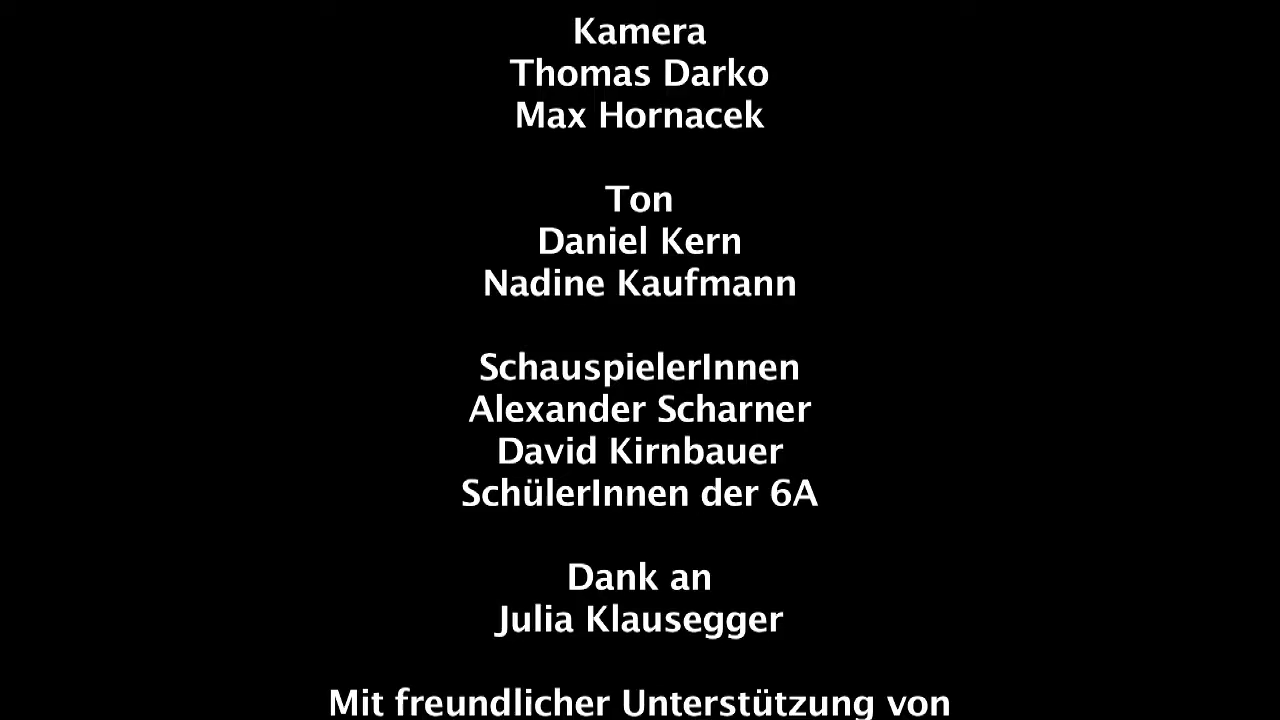 Kamera
Thomas Darko
Max Hornacek
Ton
Daniel Kern
Nadine Kaufmann
SchauspielerInnen
Alexander Scharner
David Kirnbauer
SchülerInnen der 6A
Dank an
Julia Klausegger
Mit freundlicher Unterstützung von